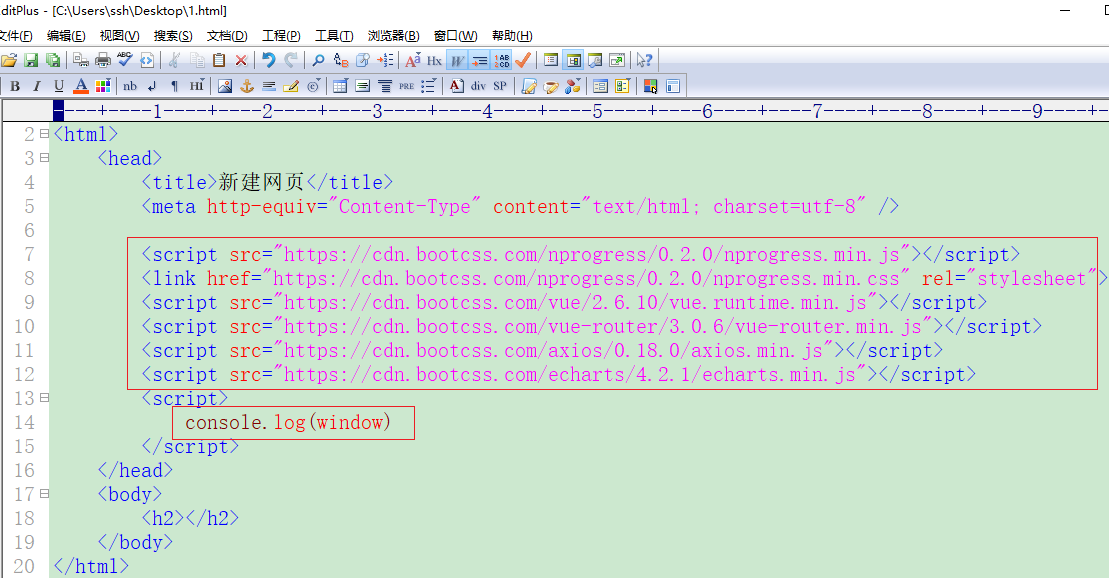 ditPlus - [C:\Users\ssh\Desktop\1.html]
文件(F) 编辑(E) 视图(V) 搜索(S) 文档(D) 工程(P) 工具(T) 浏览器(B) 窗口(W) 帮助(H)
B I U A nb HI PRE A div SP
----+----1----+----2----+----3----+----4----+----5----+----6----+----7----+----8----+----9----+--
2 <html>
3 <head>
4 <title>新建网页</title>
5 <meta http-equiv="Content-Type" content="text/html; charset=utf-8" />
6
7 <script src="https://cdn.bootcss.com/nprogress/0.2.0/nprogress.min.js"></script>
8 <link href="https://cdn.bootcss.com/nprogress/0.2.0/nprogress.min.css" rel="stylesheet">
9 <script src="https://cdn.bootcss.com/vue/2.6.10/vue.runtime.min.js"></script>
10 <script src="https://cdn.bootcss.com/vue-router/3.0.6/vue-router.min.js"></script>
11 <script src="https://cdn.bootcss.com/axios/0.18.0/axios.min.js"></script>
12 <script src="https://cdn.bootcss.com/echarts/4.2.1/echarts.min.js"></script>
13 <script>
14 console.log(window)
15 </script>
16 </head>
17 <body>
18 <h2></h2>
19 </body>
20 </html>